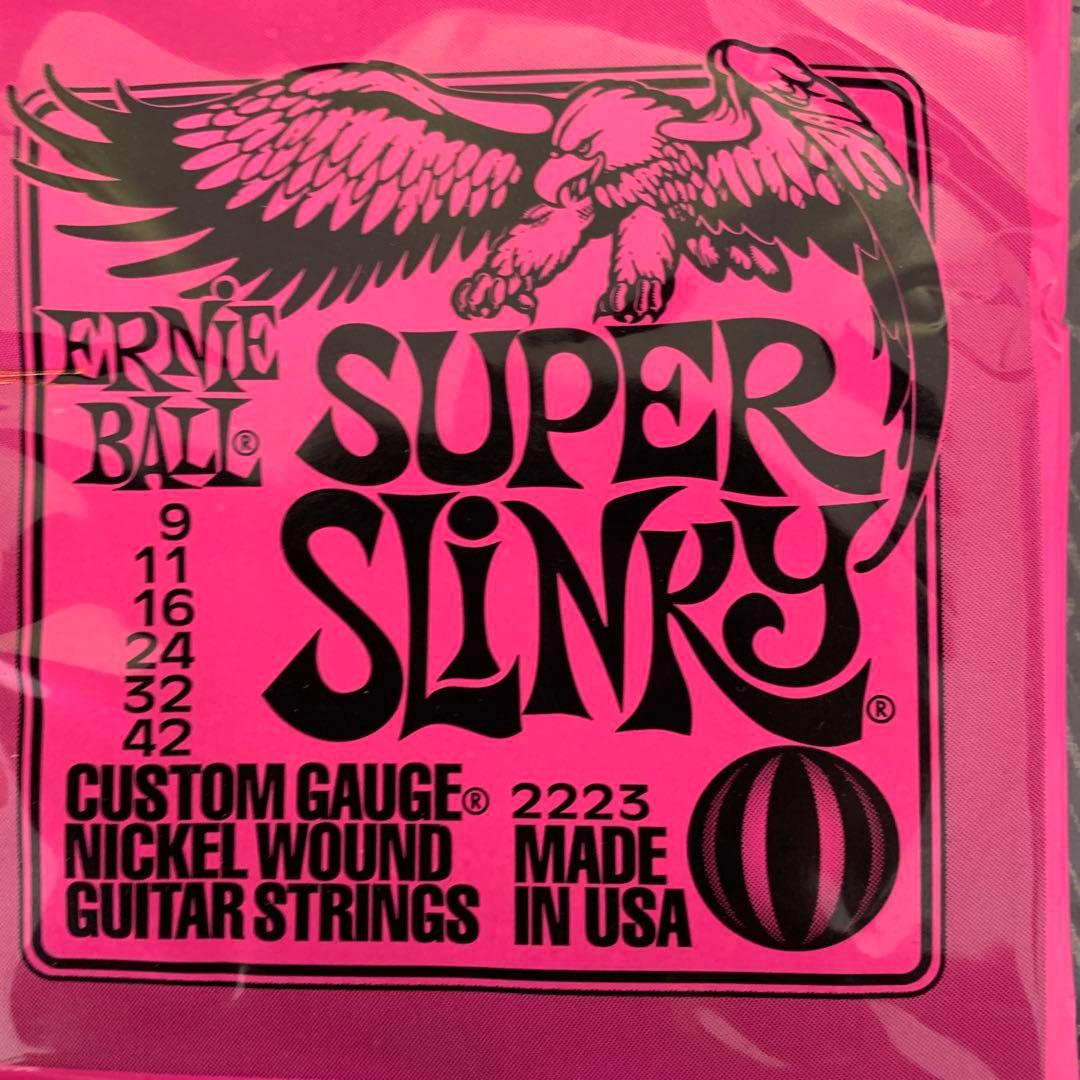 ERNiE
BALL®
SUPER
SLiNKY®
9
11
16
24
32
42
CUSTOM GAUGE®
NICKEL WOUND
GUITAR STRINGS
2223
MADE
IN USA